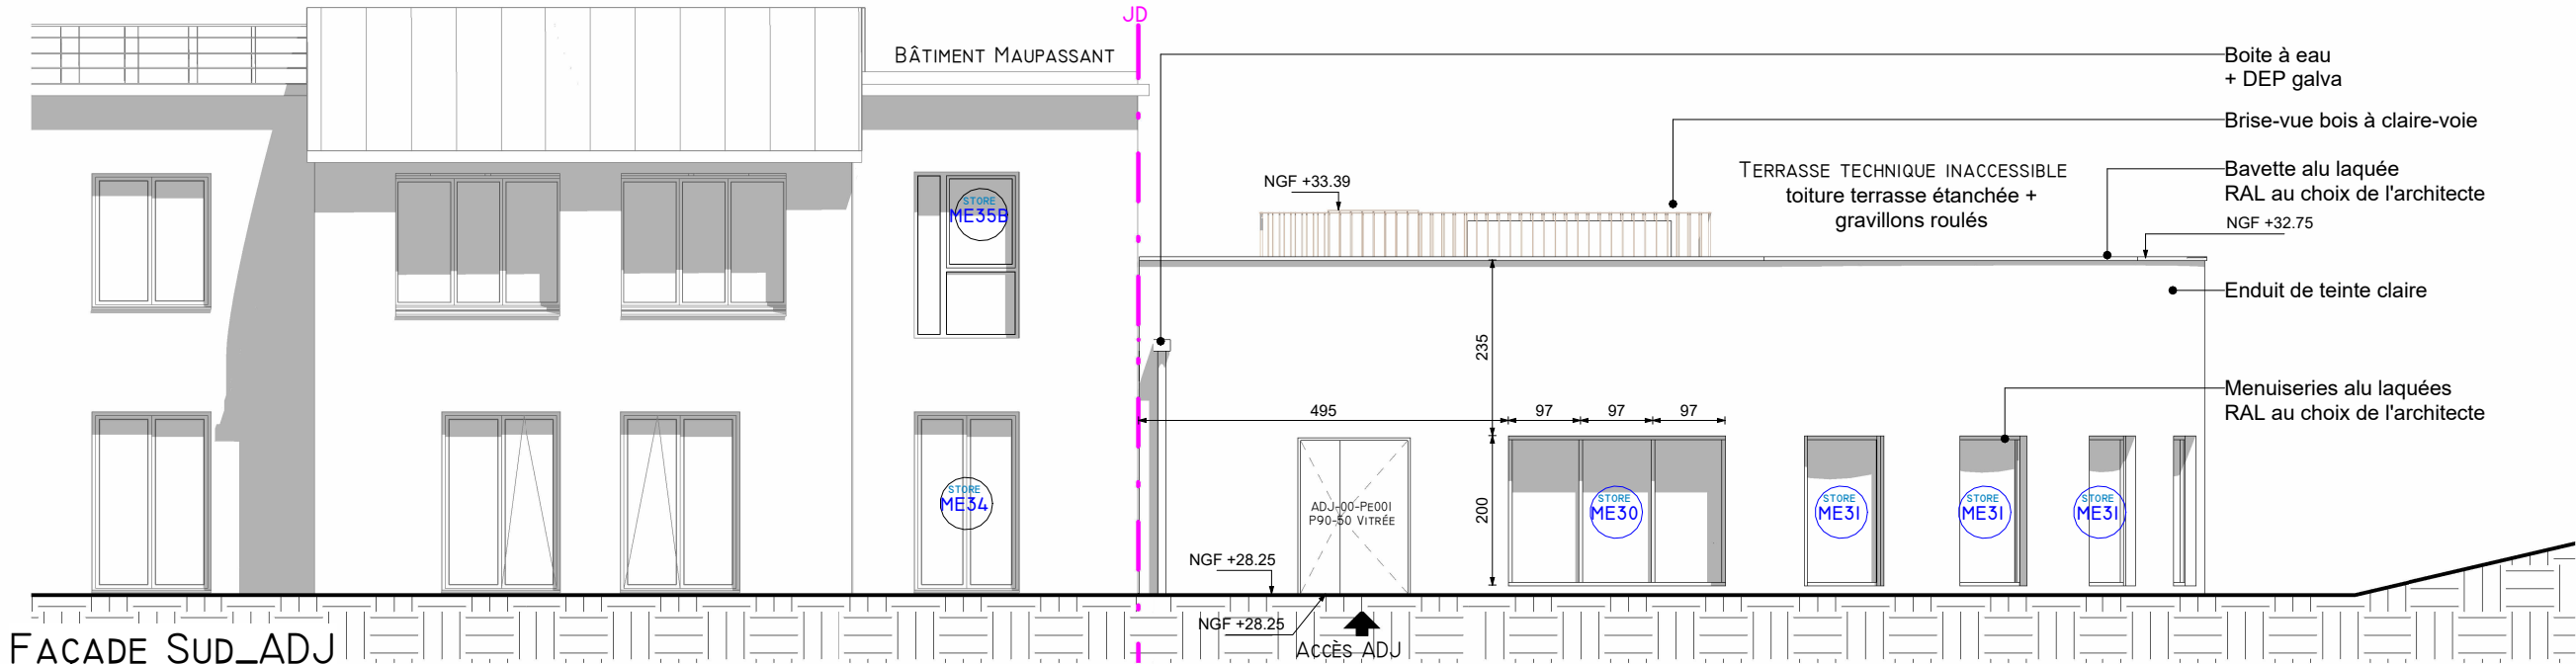 JD
BÂTIMENT MAUPASSANT
Boite à eau
+ DEP galva
Brise-vue bois à claire-voie
TERRASSE TECHNIQUE INACCESSIBLE
toiture terrasse étanchée +
gravillons roulés
Bavette alu laquée
RAL au choix de l'architecte
NGF +33.39
NGF +32.75
STORE
ME35B
Enduit de teinte claire
235
Menuiseries alu laquées
RAL au choix de l'architecte
495
97
97
97
STORE
ME34
ADJ-00-PE001
P90-50 VITRÉE
200
STORE
ME30
STORE
ME31
STORE
ME31
STORE
ME31
NGF +28.25
NGF +28.25
ACCÈS ADJ
FAÇADE SUD_ADJ